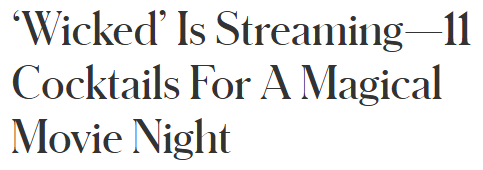 ‘Wicked’ Is Streaming—11
Cocktails For A Magical
Movie Night